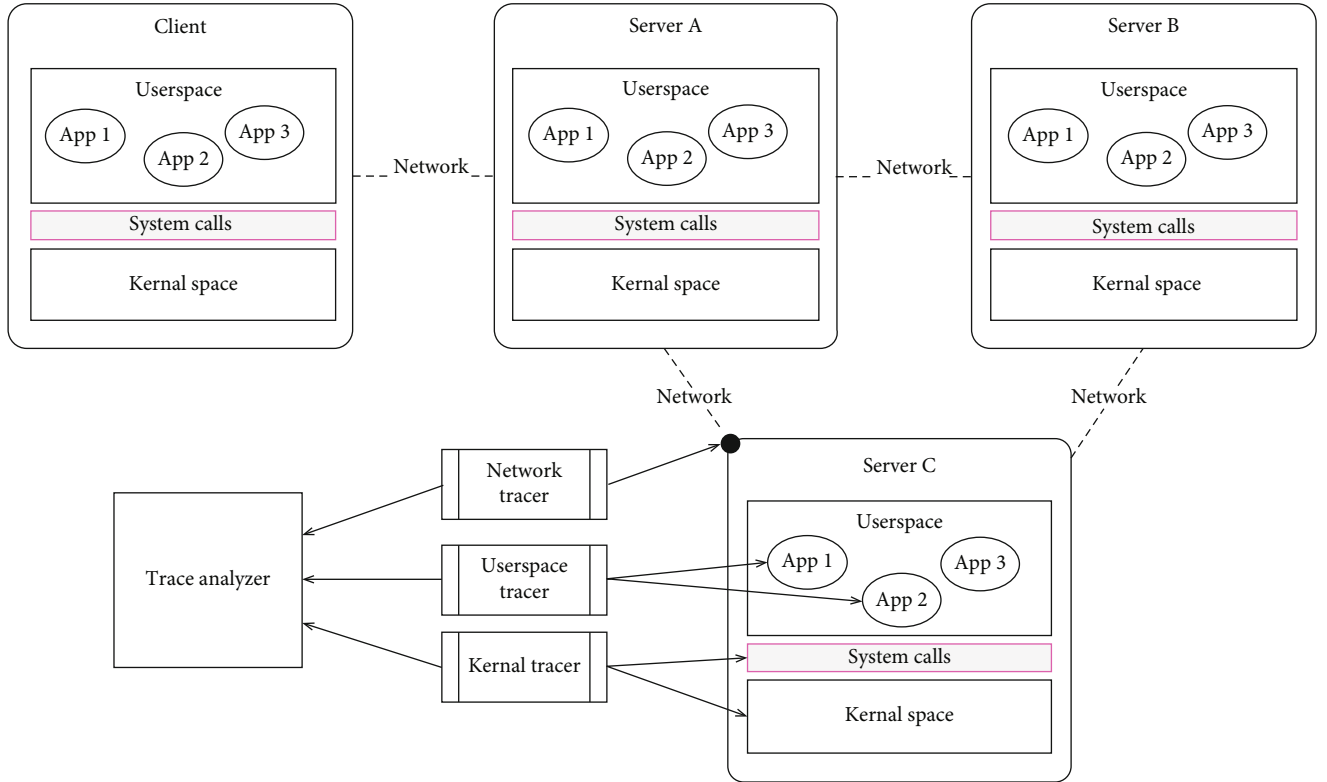 Client
Userspace
App 1
App 2
App 3
System calls
Kernal space
Network
Server A
Userspace
App 1
App 2
App 3
System calls
Kernal space
Network
Server B
Userspace
App 1
App 2
App 3
System calls
Kernal space
Network
Network
Trace analyzer
Network
tracer
Userspace
tracer
Kernal tracer
Server C
Userspace
App 1
App 2
App 3
System calls
Kernal space